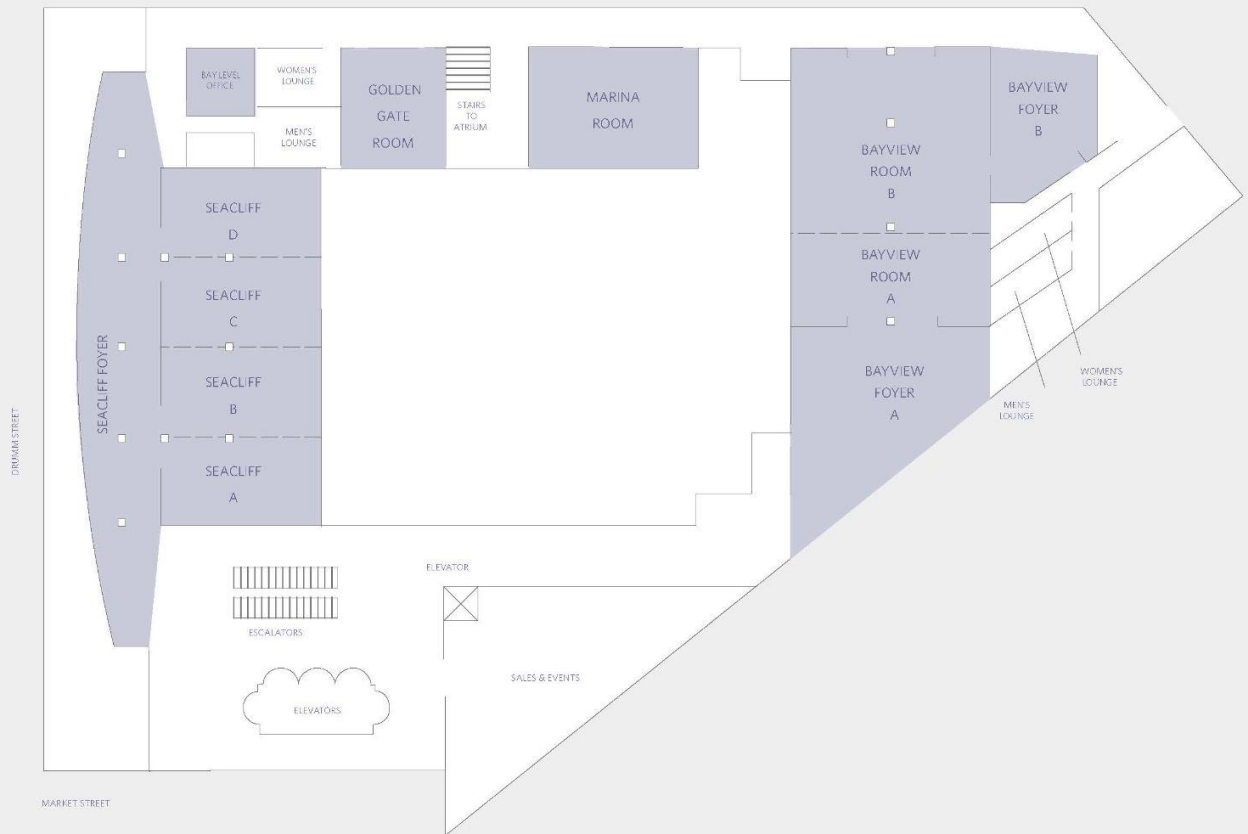 BAY LEVEL
OFFICE
WOMEN'S
LOUNGE
MEN'S
LOUNGE
GOLDEN
GATE
ROOM
STAIRS
TO
ATRIUM
MARINA
ROOM
BAYVIEW
ROOM
B
BAYVIEW
FOYER
B
SEACLIFF
D
SEACLIFF
C
SEACLIFF
B
SEACLIFF
A
SEACLIFF FOYER
DRUMM STREET
BAYVIEW
ROOM
A
BAYVIEW
FOYER
A
WOMEN'S
LOUNGE
MEN'S
LOUNGE
ELEVATOR
ESCALATORS
SALES & EVENTS
ELEVATORS
MARKET STREET